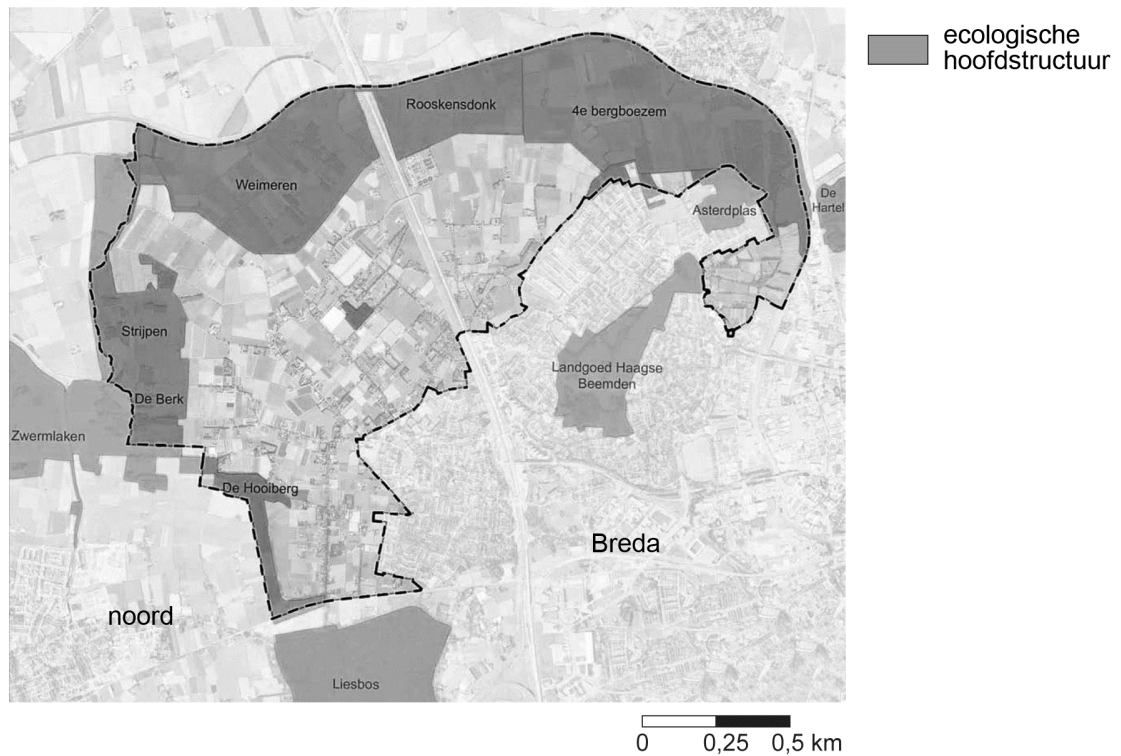 ecologische
hoofdstructuur
Rooskensdonk
4e bergboezem
Weimeren
De
Hartel
Asterdplas
Strijpen
Landgoed Haagse
Beemden
De Berk
Zwermlaken
De Hooiberg
Breda
noord
Liesbos
0 0,25 0,5 km